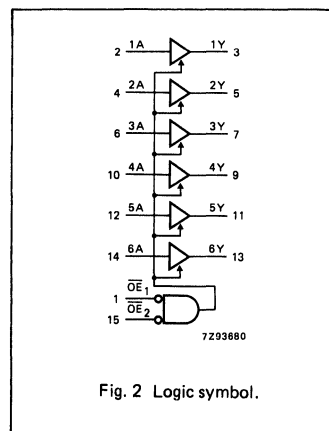 2 1A 1Y 3
4 2A 2Y 5
6 3A 3Y 7
10 4A 4Y 9
12 5A 5Y 11
14 6A 6Y 13
1 OE1
15 OE2
7Z93680
Fig. 2 Logic symbol.